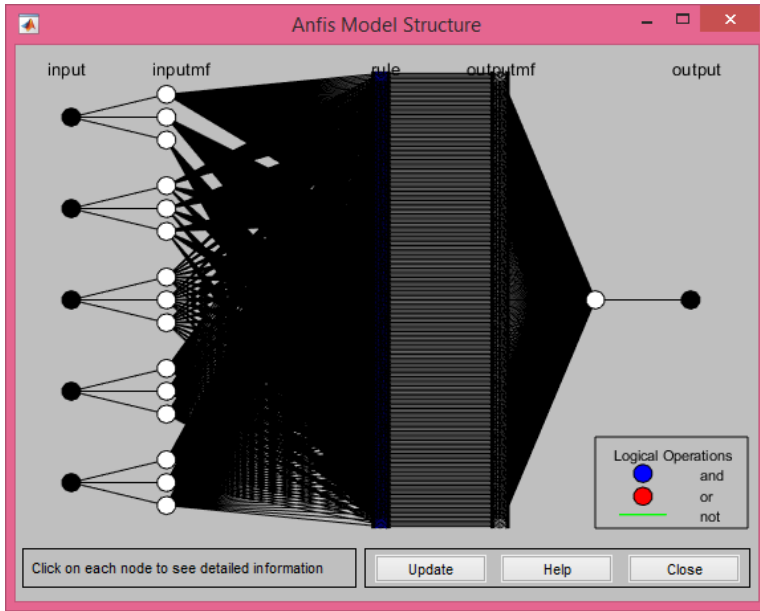 Anfis Model Structure
input inputmf rule outputmf output
Logical Operations
and
or
not
Click on each node to see detailed information
Update Help Close